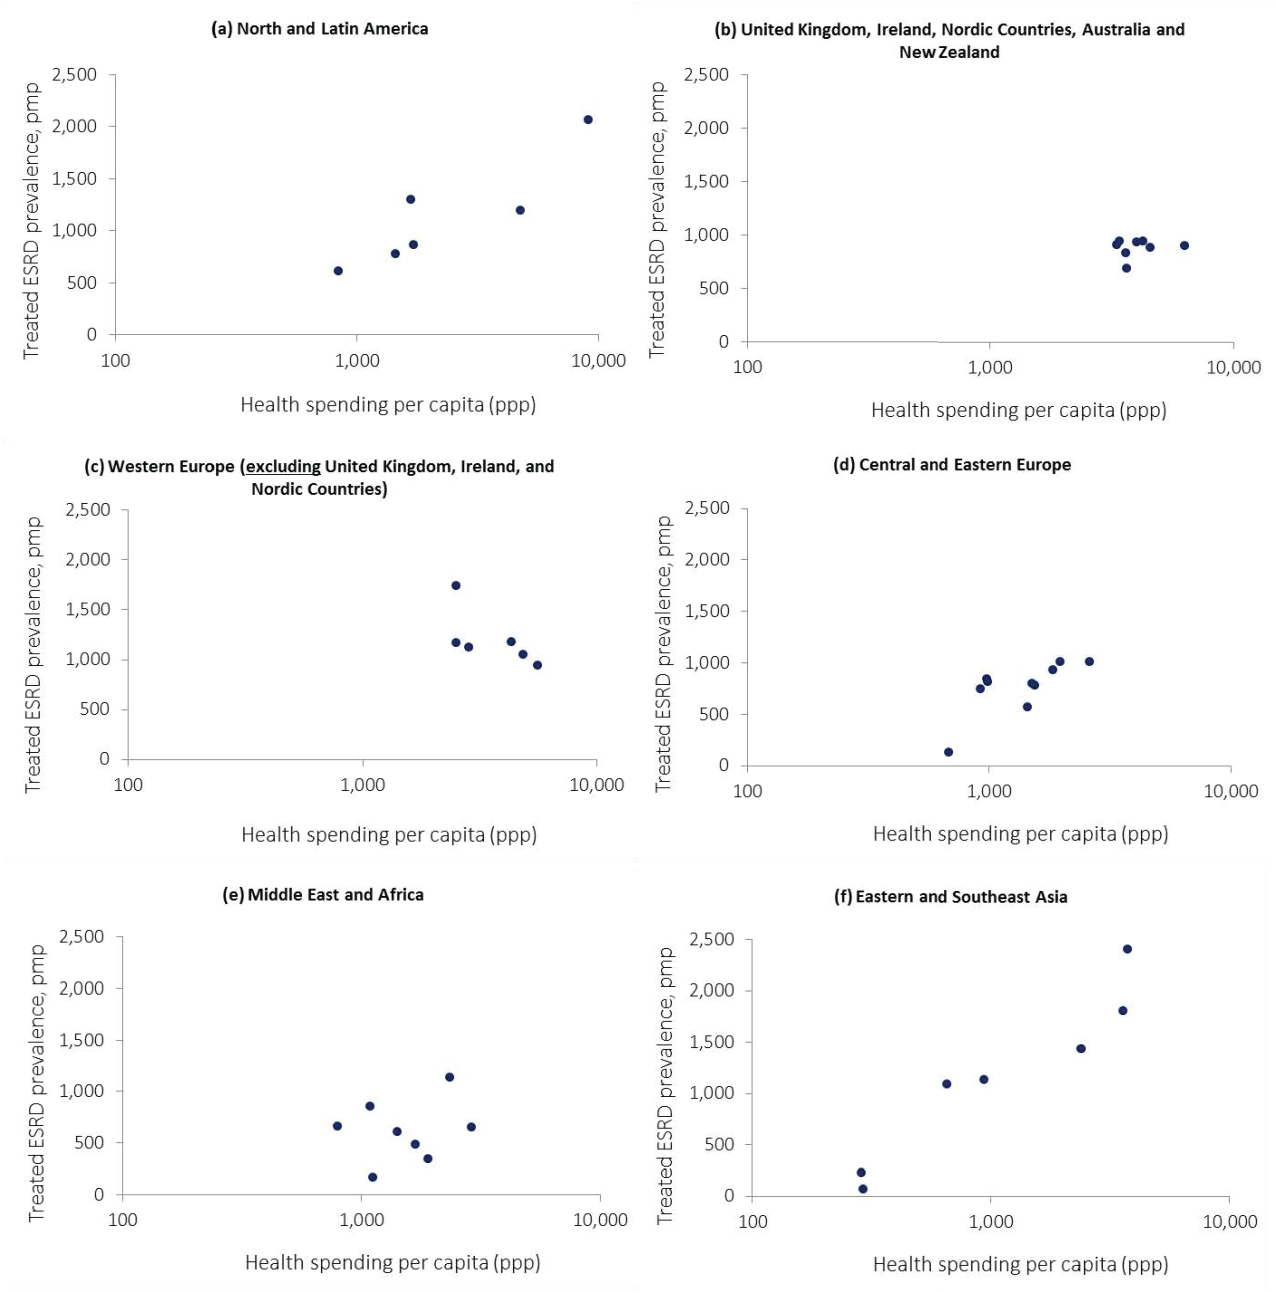 (a) North and Latin America
Treated ESRD prevalence, pmp
2,500
2,000
1,500
1,000
500
0
100
1,000
10,000
Health spending per capita (ppp)
(b) United Kingdom, Ireland, Nordic Countries, Australia and
New Zealand
Treated ESRD prevalence, pmp
2,500
2,000
1,500
1,000
500
0
100
1,000
10,000
Health spending per capita (ppp)
(c) Western Europe (excluding United Kingdom, Ireland, and
Nordic Countries)
Treated ESRD prevalence, pmp
2,500
2,000
1,500
1,000
500
0
100
1,000
10,000
Health spending per capita (ppp)
(d) Central and Eastern Europe
Treated ESRD prevalence, pmp
2,500
2,000
1,500
1,000
500
0
100
1,000
10,000
Health spending per capita (ppp)
(e) Middle East and Africa
Treated ESRD prevalence, pmp
2,500
2,000
1,500
1,000
500
0
100
1,000
10,000
Health spending per capita (ppp)
(f) Eastern and Southeast Asia
Treated ESRD prevalence, pmp
2,500
2,000
1,500
1,000
500
0
100
1,000
10,000
Health spending per capita (ppp)